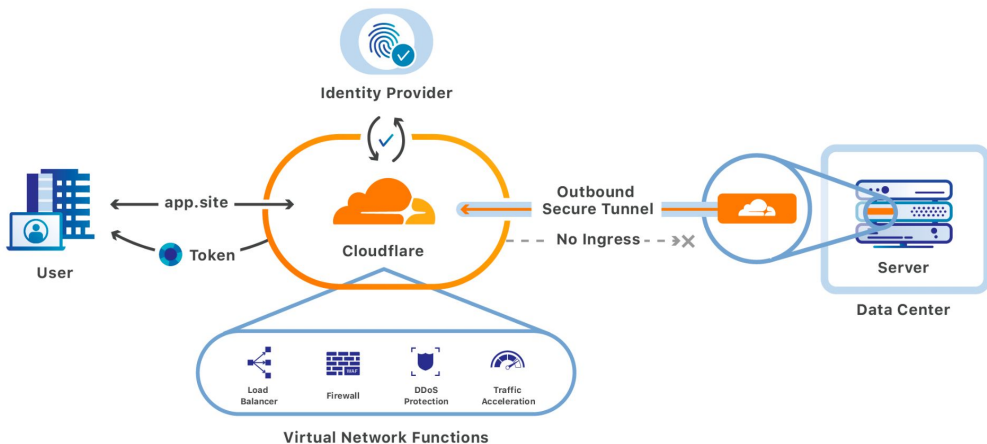 Identity Provider
app.site
Token
User
Cloudflare
Outbound
Secure Tunnel
No Ingress
Server
Data Center
Load
Balancer
WAF
Firewall
DDoS
Protection
Traffic
Acceleration
Virtual Network Functions